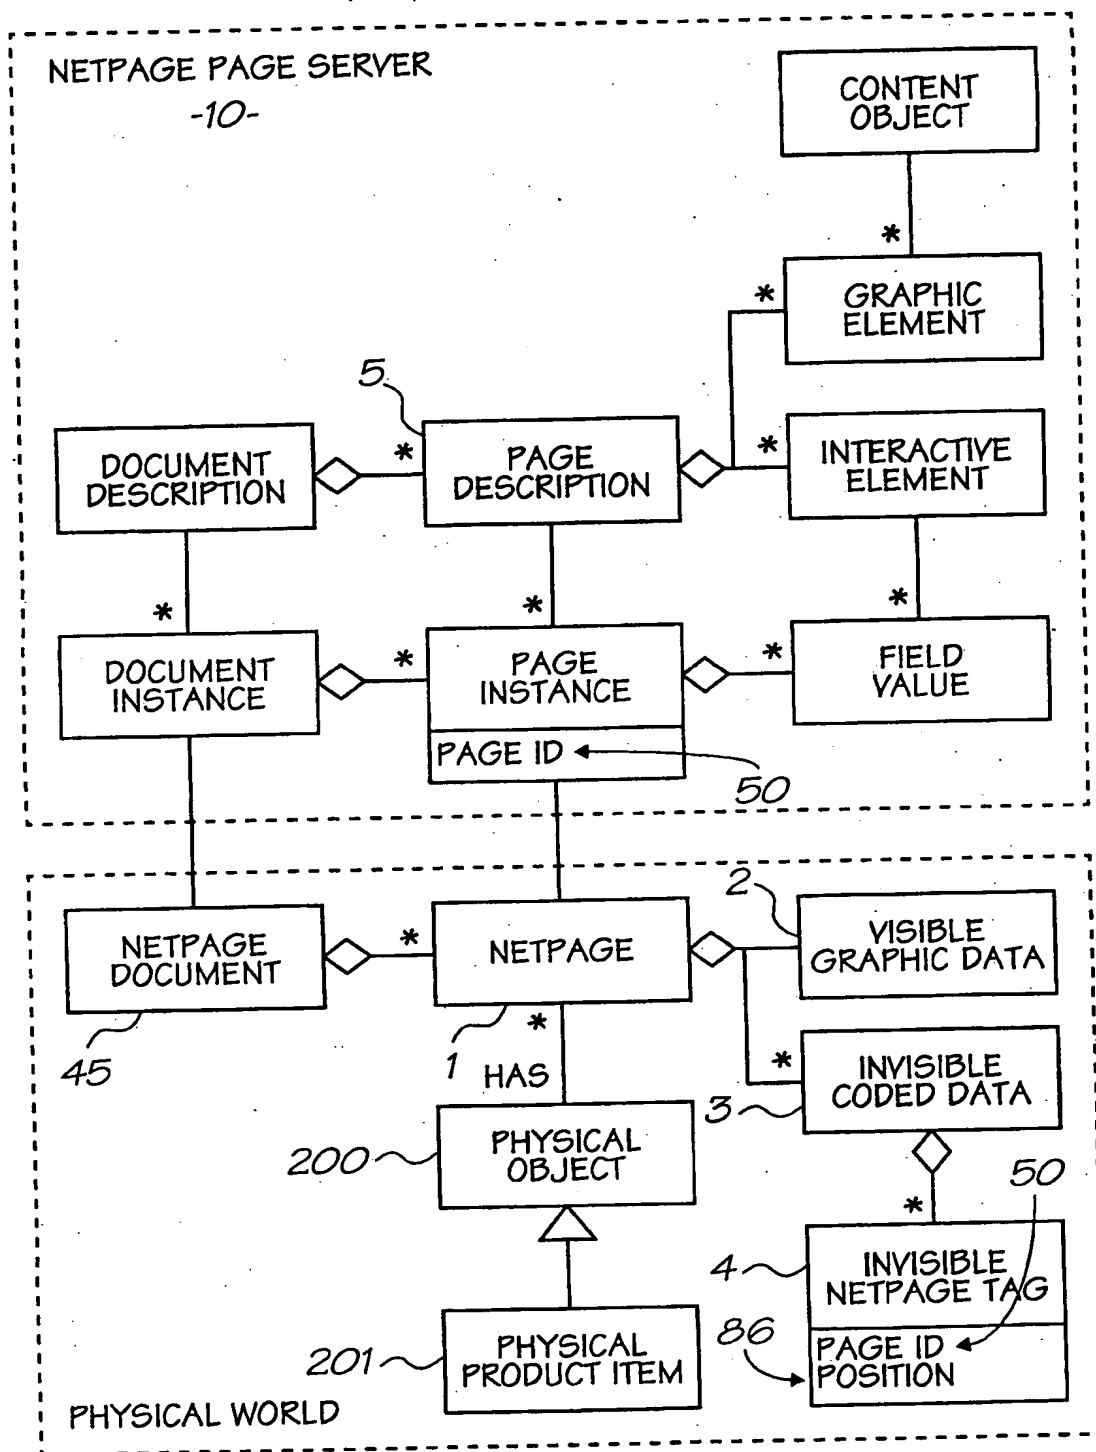 NETPAGE PAGE SERVER
-10-
CONTENT
OBJECT
*
GRAPHIC
ELEMENT
*
5
DOCUMENT
DESCRIPTION
*
PAGE
DESCRIPTION
*
INTERACTIVE
ELEMENT
*
*
*
DOCUMENT
INSTANCE
*
PAGE
INSTANCE
*
FIELD
VALUE
PAGE ID
50
2
NETPAGE
DOCUMENT
*
NETPAGE
VISIBLE
GRAPHIC DATA
45
1
*
HAS
*
INVISIBLE
CODED DATA
3
200
PHYSICAL
OBJECT
50
*
4
INVISIBLE
NETPAGE TAG
86
PAGE ID
POSITION
201
PHYSICAL
PRODUCT ITEM
PHYSICAL WORLD